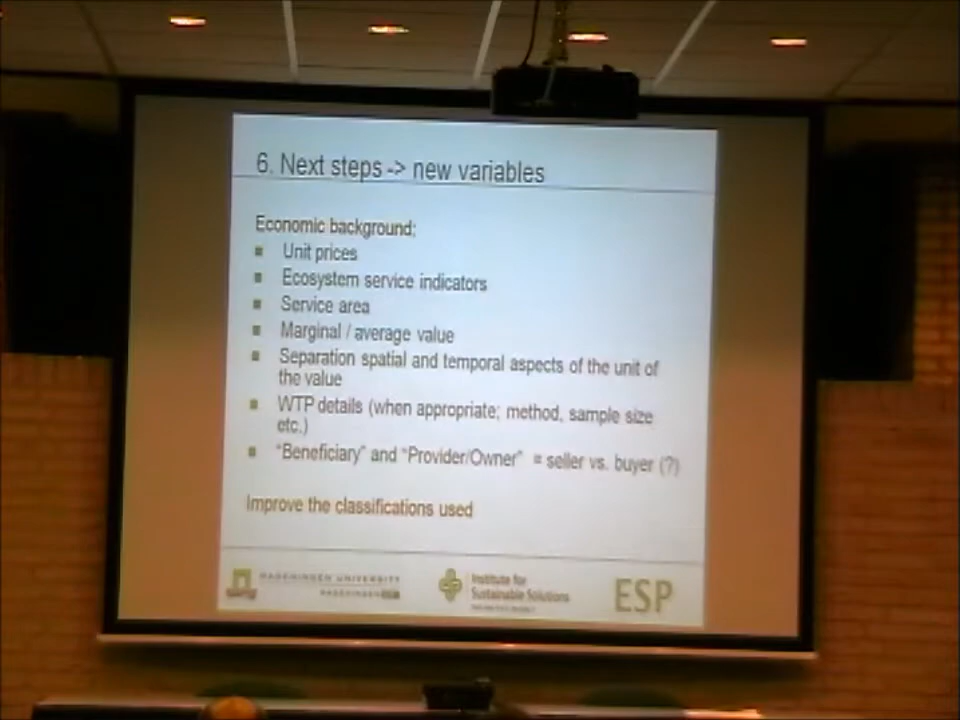 6. Next steps -> new variables
Economic background:
■ Unit prices
■ Ecosystem service indicators
■ Service area
■ Marginal / average value
■ Separation spatial and temporal aspects of the unit of
the value
■ WTP details (when appropriate; method, sample size
etc.)
■ "Beneficiary" and "Provider/Owner" = seller vs. buyer (?)
Improve the classifications used
WAGENINGEN UNIVERSITY
WAGENINGEN UR
Institute for
Sustainable Solutions
ESP